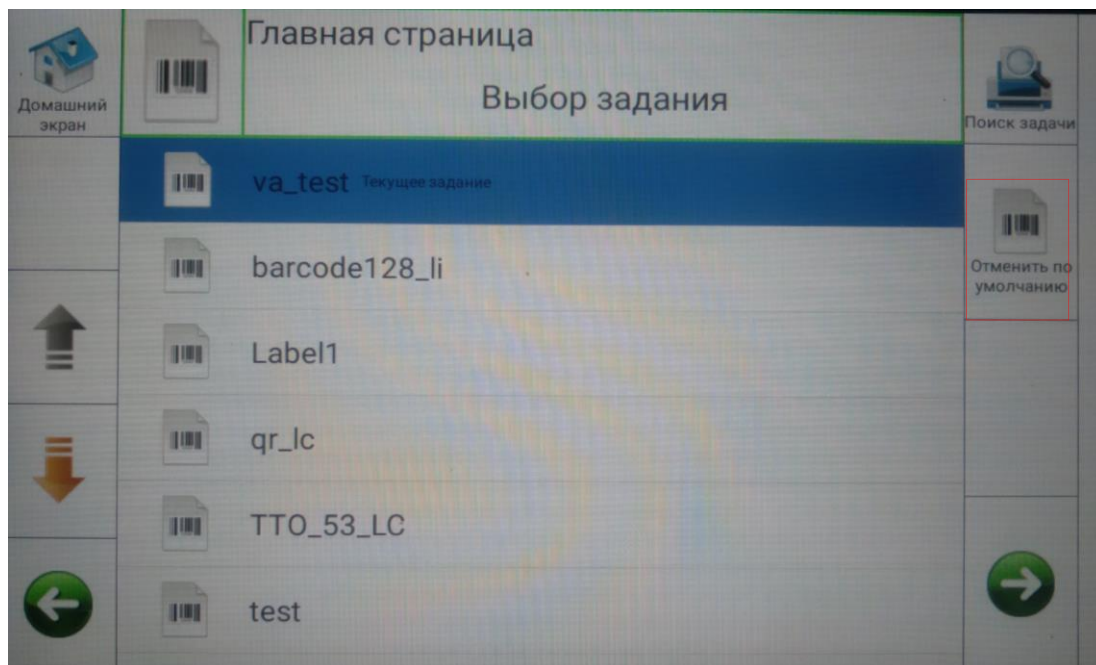 Главная страница
Выбор задания
Домашний
экран
Поиск задачи
va_test Текущее задание
barcode128_li
Отменить по
умолчанию
Label1
qr_lc
TTO_53_LC
test